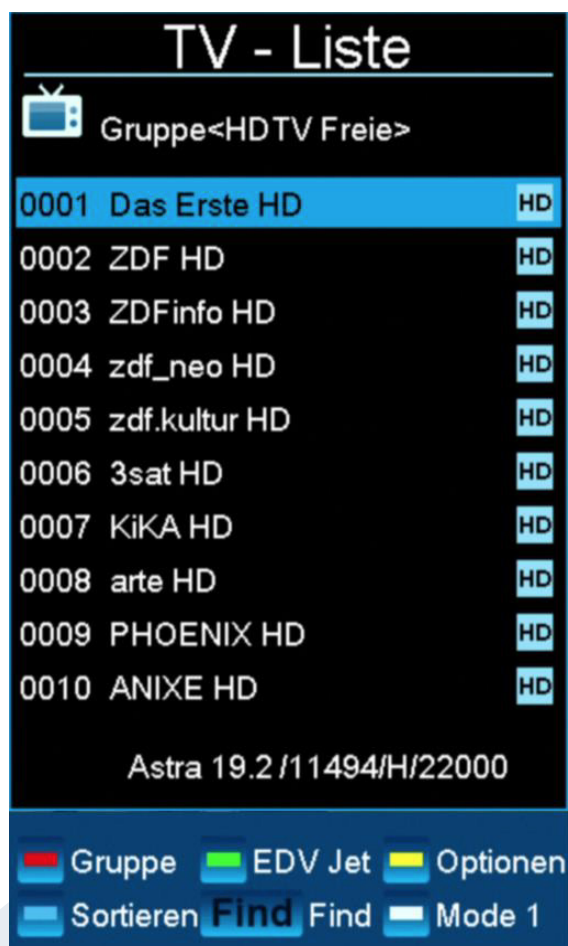 TV - Liste
Gruppe<HDTV Freie>
0001 Das Erste HD HD
0002 ZDF HD HD
0003 ZDFinfo HD HD
0004 zdf_neo HD HD
0005 zdf.kultur HD HD
0006 3sat HD HD
0007 KiKA HD HD
0008 arte HD HD
0009 PHOENIX HD HD
0010 ANIXE HD HD
Astra 19.2 /11494/H/22000
Gruppe EDV Jet Optionen
Sortieren Find Find Mode 1